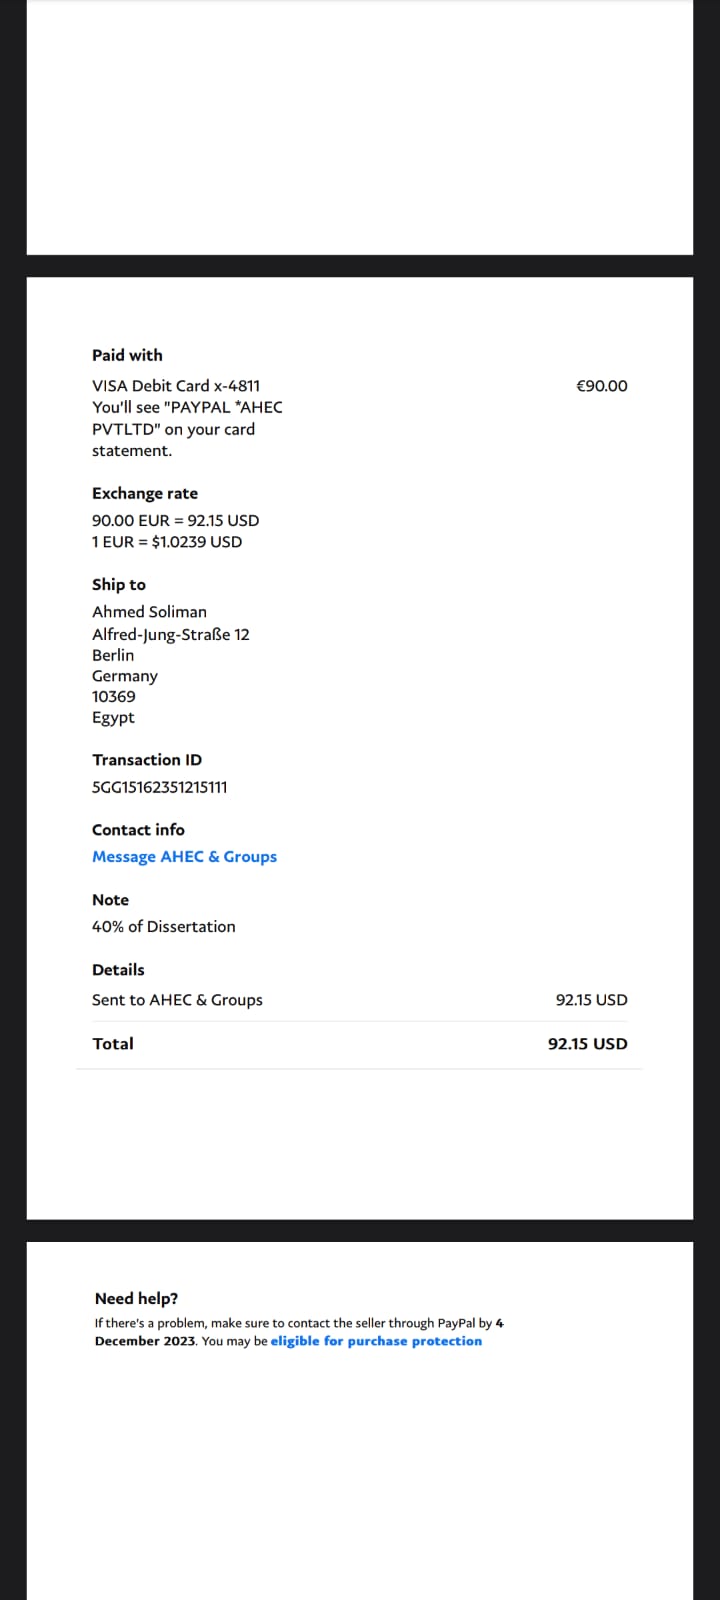 Paid with
VISA Debit Card x-4811 €90.00
You'll see "PAYPAL *AHEC
PVTLTD" on your card
statement.
Exchange rate
90.00 EUR = 92.15 USD
1 EUR = $1.0239 USD
Ship to
Ahmed Soliman
Alfred-Jung-Straße 12
Berlin
Germany
10369
Egypt
Transaction ID
5GG15162351215111
Contact info
Message AHEC & Groups
Note
40% of Dissertation
Details
Sent to AHEC & Groups 92.15 USD
Total 92.15 USD
Need help?
If there's a problem, make sure to contact the seller through PayPal by 4
December 2023. You may be eligible for purchase protection